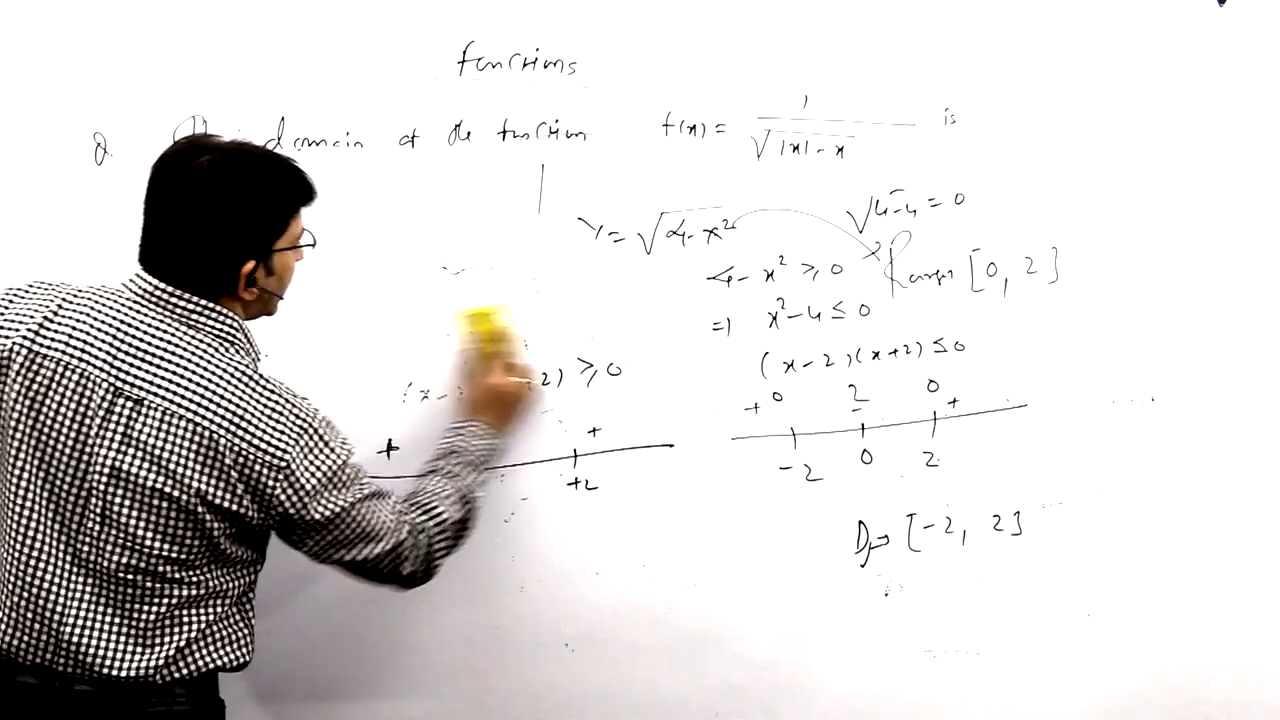 Functions
Q. domain of the function f(x) = 1/√(|x| - x) is
y = √(4 - x²)
√(4 - 4) = 0
4 - x² ≥ 0
Range [0, 2]
⇒ x² - 4 ≤ 0
(x - 2)(x + 2) ≤ 0
(x - 2) ≥ 0
+ +
+2
+ 0 2 0 +
- 
-2 0 2
D_f → [-2, 2]